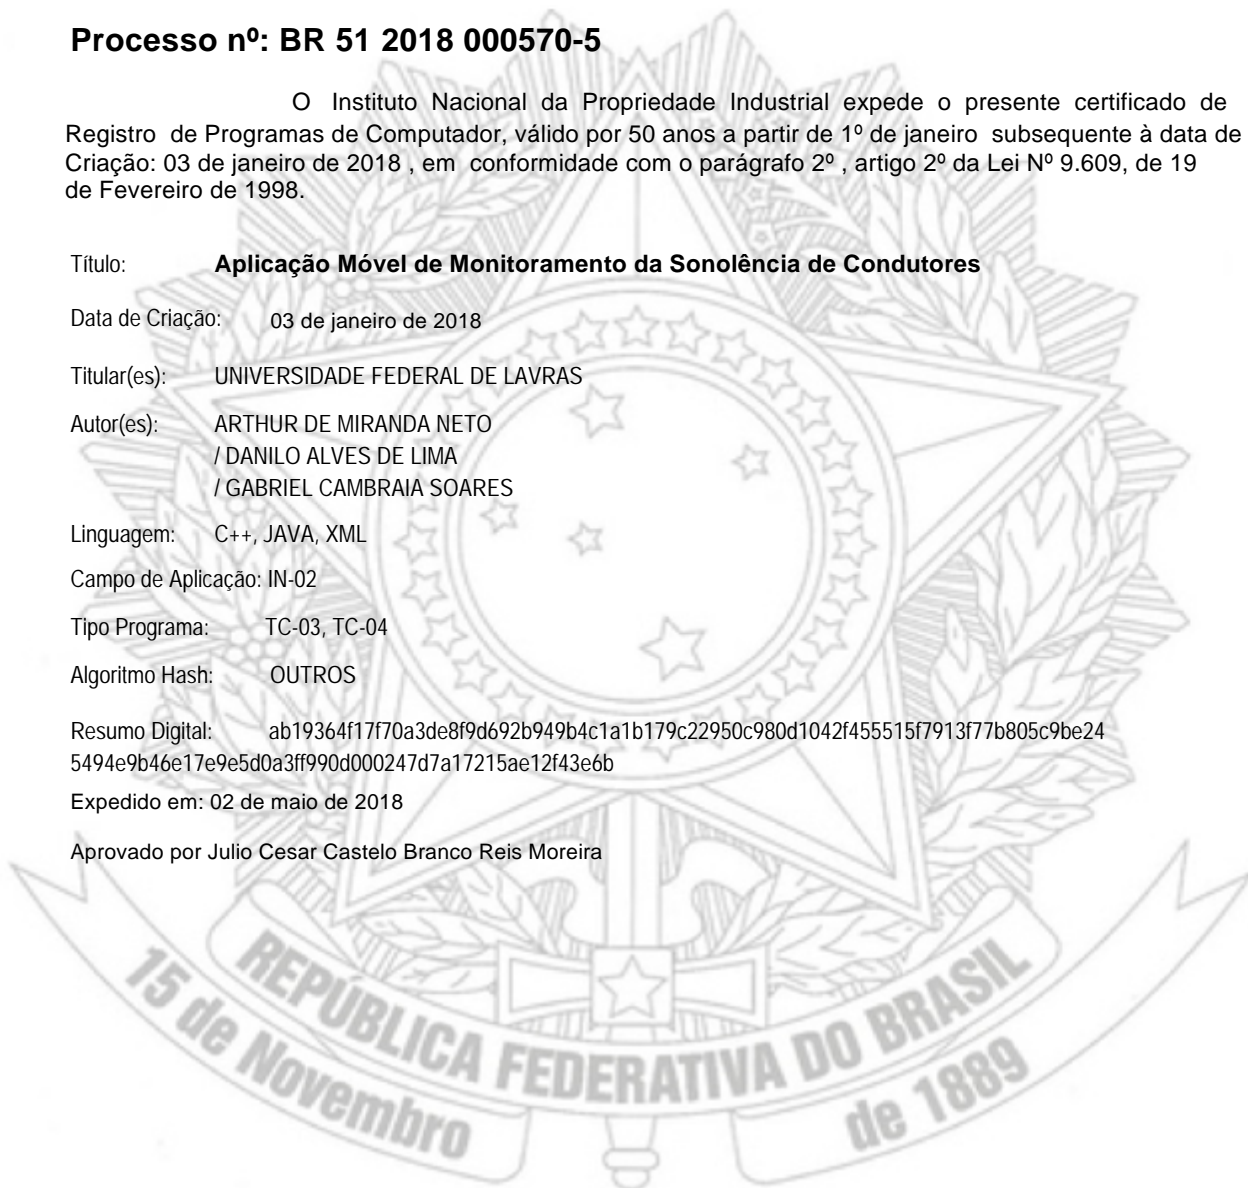 Processo nº: BR 51 2018 000570-5
O Instituto Nacional da Propriedade Industrial expede o presente certificado de
Registro de Programas de Computador, válido por 50 anos a partir de 1º de janeiro subsequente à data de
Criação: 03 de janeiro de 2018 , em conformidade com o parágrafo 2º , artigo 2º da Lei Nº 9.609, de 19
de Fevereiro de 1998.
Título: Aplicação Móvel de Monitoramento da Sonolência de Condutores
Data de Criação: 03 de janeiro de 2018
Titular(es): UNIVERSIDADE FEDERAL DE LAVRAS
Autor(es): ARTHUR DE MIRANDA NETO
/ DANILO ALVES DE LIMA
/ GABRIEL CAMBRAIA SOARES
Linguagem: C++, JAVA, XML
Campo de Aplicação: IN-02
Tipo Programa: TC-03, TC-04
Algoritmo Hash: OUTROS
Resumo Digital: ab19364f17f70a3de8f9d692b949b4c1a1b179c22950c980d1042f455515f7913f77b805c9be24
5494e9b46e17e9e5d0a3ff990d000247d7a17215ae12f43e6b
Expedido em: 02 de maio de 2018
Aprovado por Julio Cesar Castelo Branco Reis Moreira
REPÚBLICA FEDERATIVA DO BRASIL
15 de Novembro de 1889